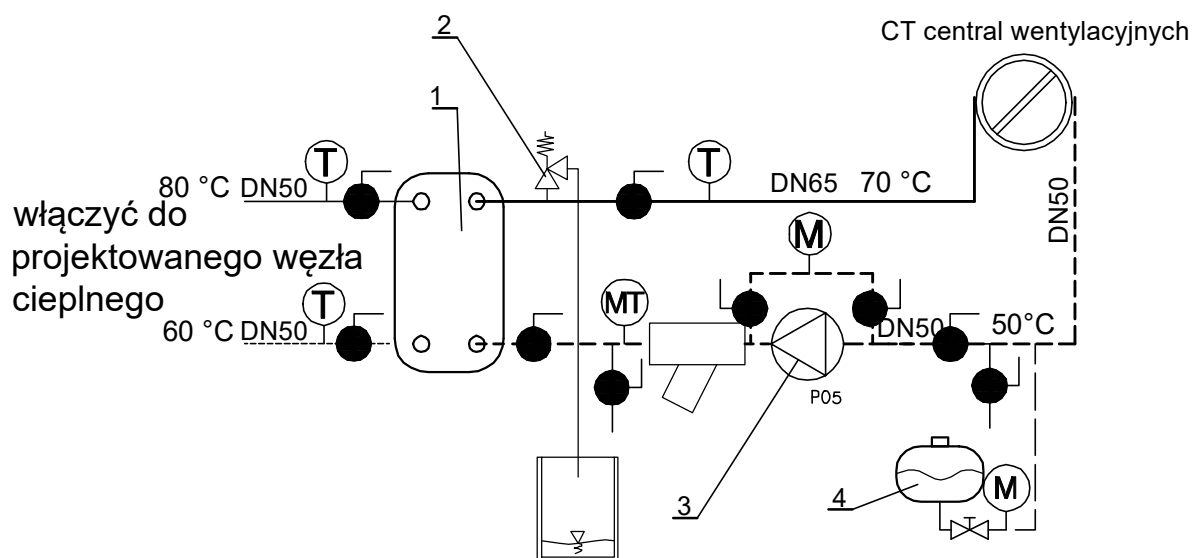 2
CT central wentylacyjnych
1
T
T
80 °C DN50
DN65 70 °C
włączyć do
projektowanego węzła
cieplnego
DN50
M
T
MT
60 °C DN50
DN50 50°C
P05
3
4
M